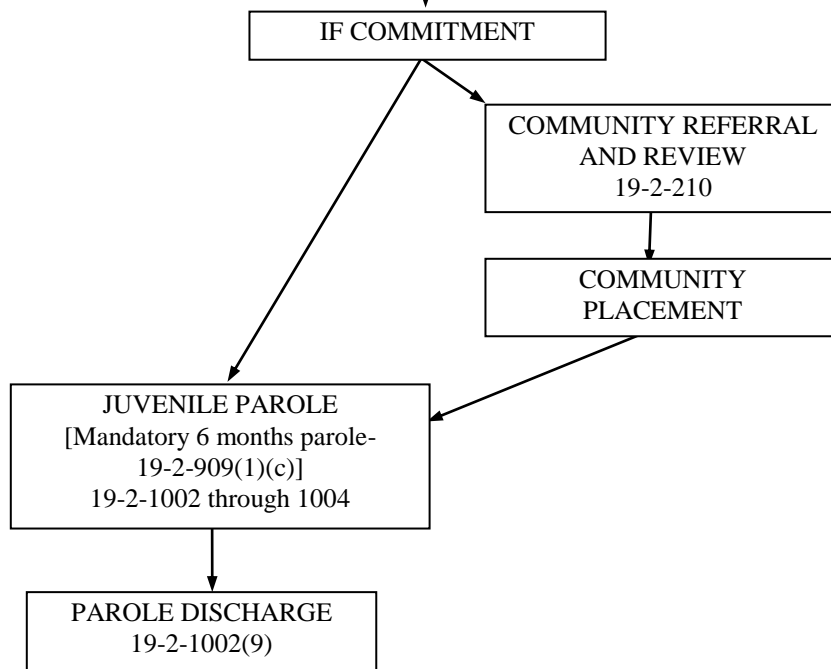 IF COMMITMENT
COMMUNITY REFERRAL
AND REVIEW
19-2-210
COMMUNITY
PLACEMENT
JUVENILE PAROLE
[Mandatory 6 months parole-
19-2-909(1)(c)]
19-2-1002 through 1004
PAROLE DISCHARGE
19-2-1002(9)